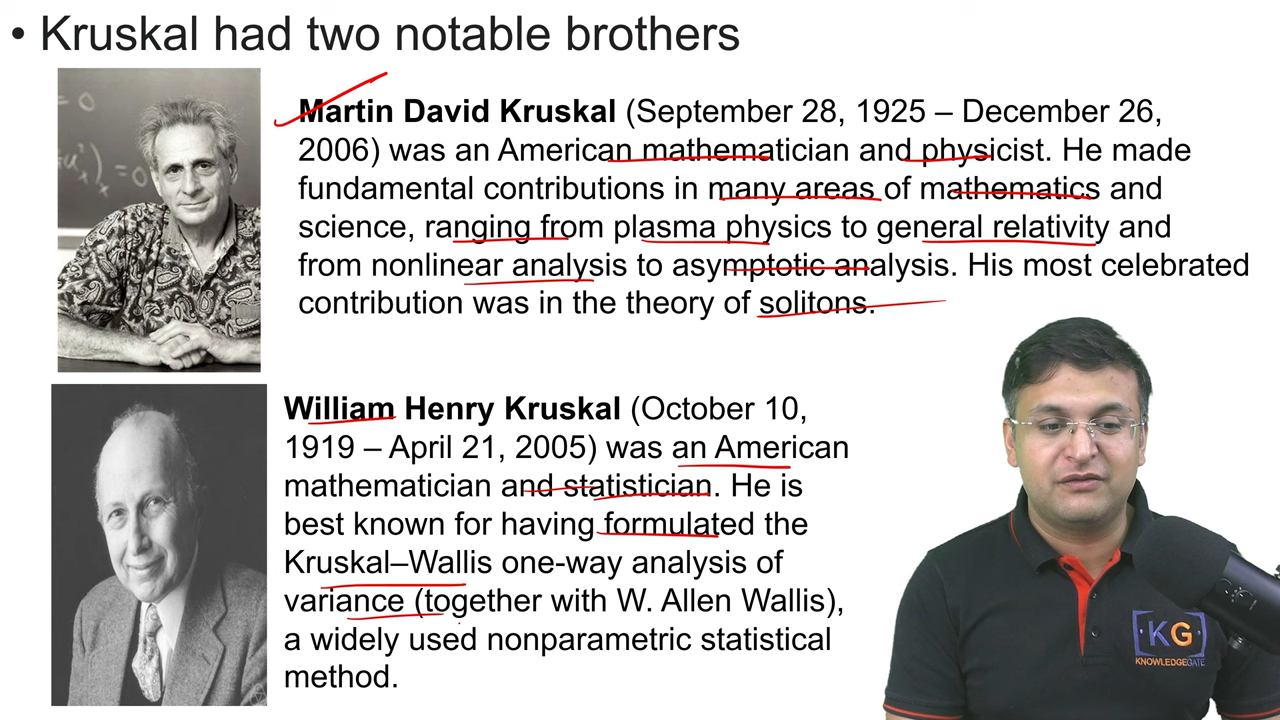 • Kruskal had two notable brothers
Martin David Kruskal (September 28, 1925 – December 26,
2006) was an American mathematician and physicist. He made
fundamental contributions in many areas of mathematics and
science, ranging from plasma physics to general relativity and
from nonlinear analysis to asymptotic analysis. His most celebrated
contribution was in the theory of solitons.
William Henry Kruskal (October 10,
1919 – April 21, 2005) was an American
mathematician and statistician. He is
best known for having formulated the
Kruskal–Wallis one-way analysis of
variance (together with W. Allen Wallis),
a widely used nonparametric statistical
method.
KG
KNOWLEDGEGATE